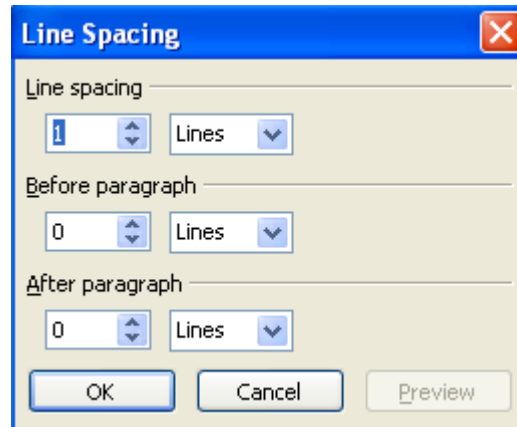 Line Spacing
Line spacing
1 Lines
Before paragraph
0 Lines
After paragraph
0 Lines
OK Cancel Preview